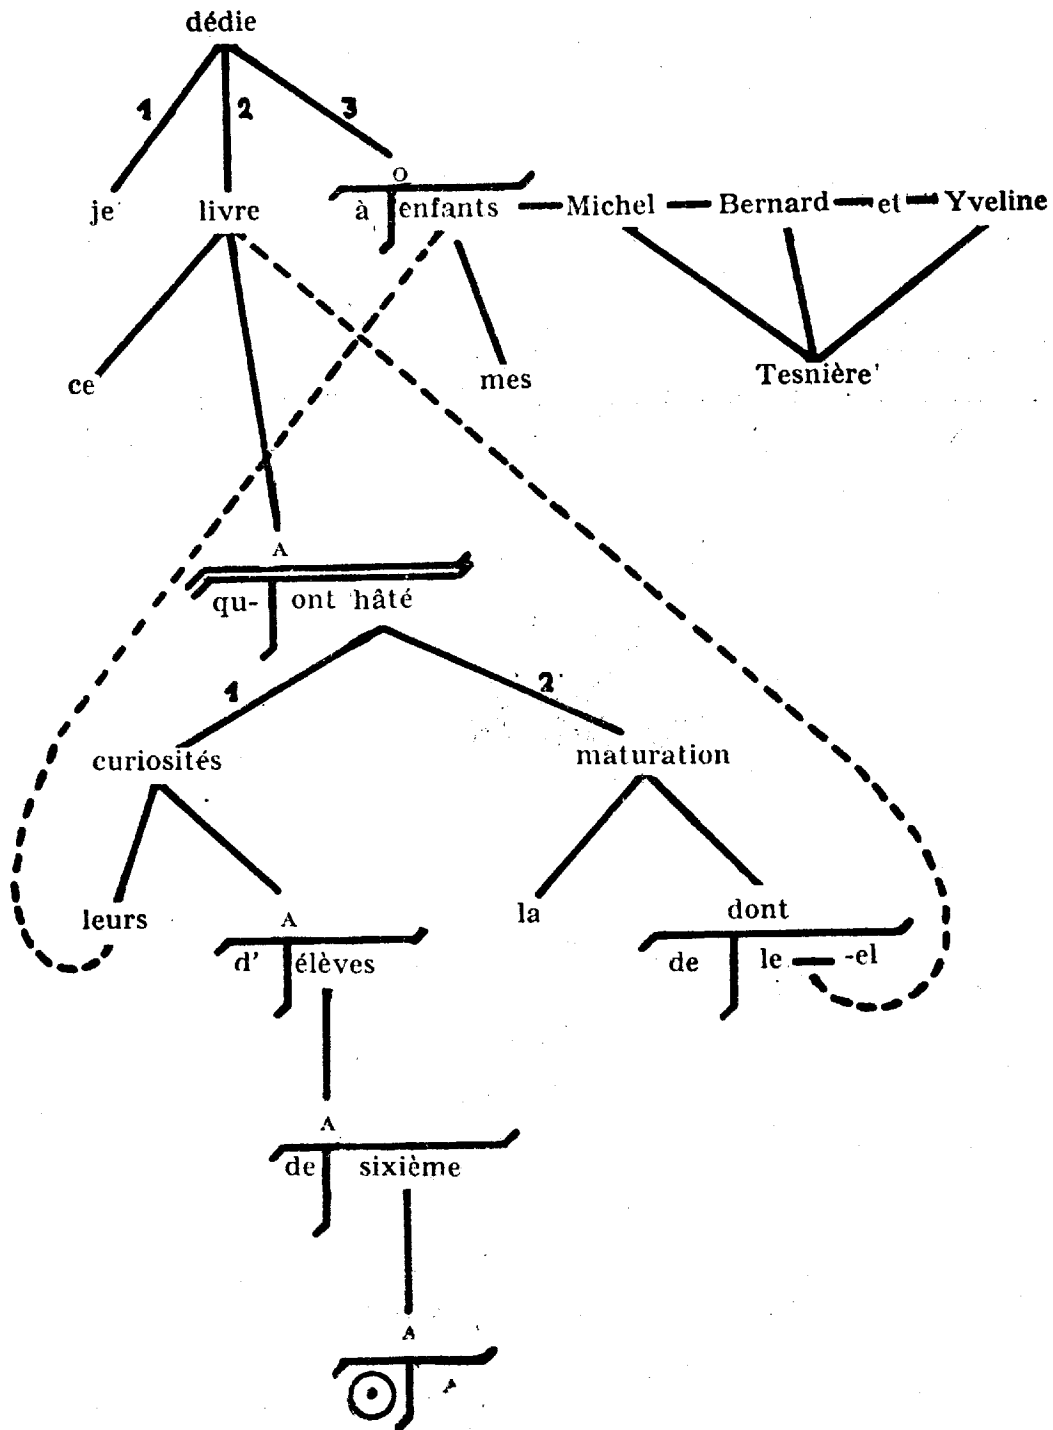 dédie
1 2 3
O
je livre à enfants Michel Bernard et Yveline
ce mes Tesnière
A
qu- ont hâté
1 2
curiosités maturation
leurs A la dont
d' élèves de le -el
A
de sixième
A
A